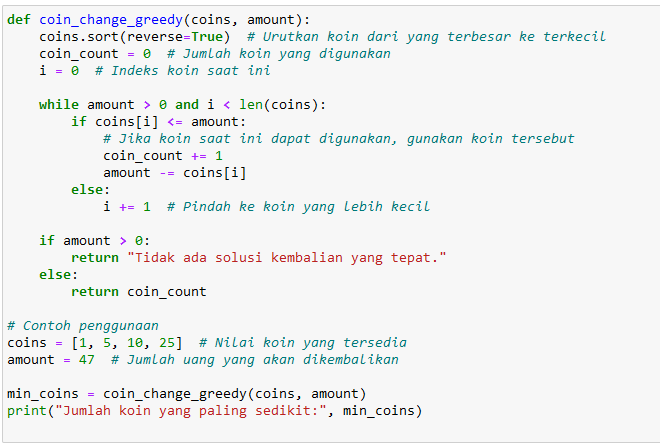 def coin_change_greedy(coins, amount):
    coins.sort(reverse=True)  # Urutkan koin dari yang terbesar ke terkecil
    coin_count = 0  # Jumlah koin yang digunakan
    i = 0  # Indeks koin saat ini

    while amount > 0 and i < len(coins):
        if coins[i] <= amount:
            # Jika koin saat ini dapat digunakan, gunakan koin tersebut
            coin_count += 1
            amount -= coins[i]
        else:
            i += 1  # Pindah ke koin yang lebih kecil

    if amount > 0:
        return "Tidak ada solusi kembalian yang tepat."
    else:
        return coin_count

# Contoh penggunaan
coins = [1, 5, 10, 25]  # Nilai koin yang tersedia
amount = 47  # Jumlah uang yang akan dikembalikan

min_coins = coin_change_greedy(coins, amount)
print("Jumlah koin yang paling sedikit:", min_coins)